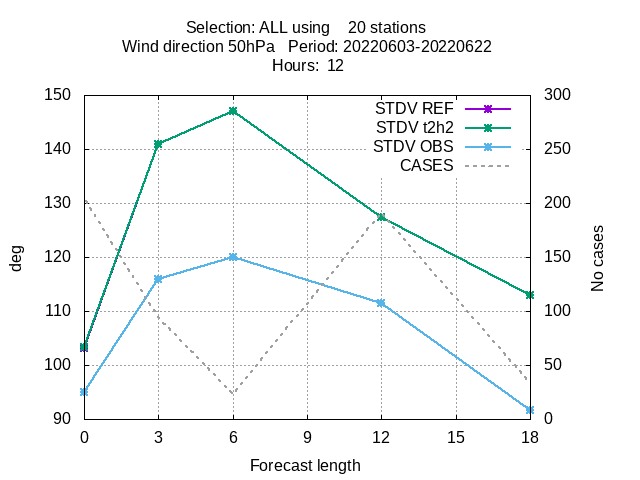 Selection: ALL using    20 stations
Wind direction 50hPa   Period: 20220603-20220622
Hours:  12
150
140
130
120
110
100
90
300
250
200
150
100
50
0
0 3 6 9 12 15 18
deg
No cases
Forecast length
STDV REF
STDV t2h2
STDV OBS
CASES